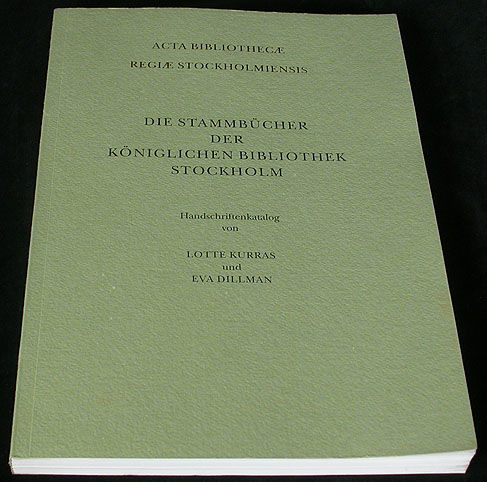 ACTA BIBLIOTHECÆ
REGIÆ STOCKHOLMIENSIS
DIE STAMMBÜCHER
DER
KÖNIGLICHEN BIBLIOTHEK
STOCKHOLM
Handschriftenkatalog
von
LOTTE KURRAS
und
EVA DILLMAN